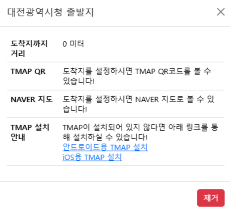 대전광역시청 출발지
도착지까지 0 미터
거리
TMAP QR 도착지를 설정하시면 TMAP QR코드를 볼 수
있습니다!
NAVER 지도 도착지를 설정하시면 NAVER 지도로 볼 수 있
습니다!
TMAP 설치 TMAP이 설치되어 있지 않다면 아래 링크를 통
안내 해 설치하실 수 있습니다!
안드로이드용 TMAP 설치
iOS용 TMAP 설치
제거